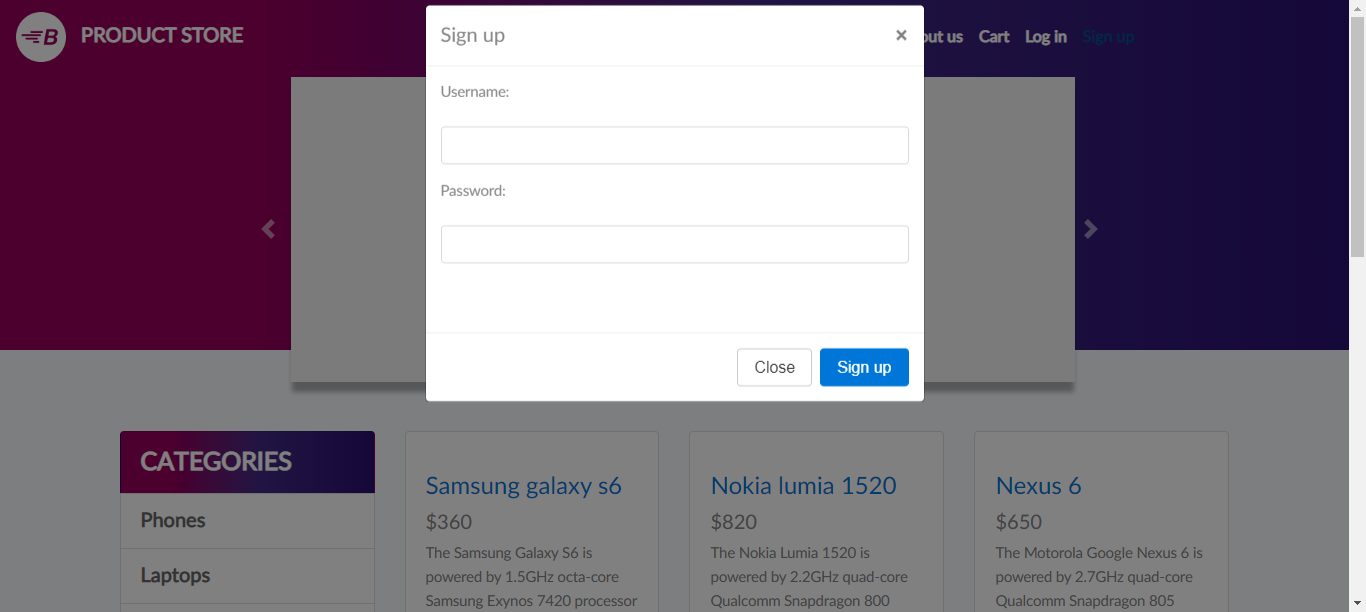 B PRODUCT STORE
out us Cart Log in Sign up
Sign up ×
Username:
Password:
Close Sign up
CATEGORIES
Phones
Laptops
Samsung galaxy s6
$360
The Samsung Galaxy S6 is
powered by 1.5GHz octa-core
Samsung Exynos 7420 processor
Nokia lumia 1520
$820
The Nokia Lumia 1520 is
powered by 2.2GHz quad-core
Qualcomm Snapdragon 800
Nexus 6
$650
The Motorola Google Nexus 6 is
powered by 2.7GHz quad-core
Qualcomm Snapdragon 805